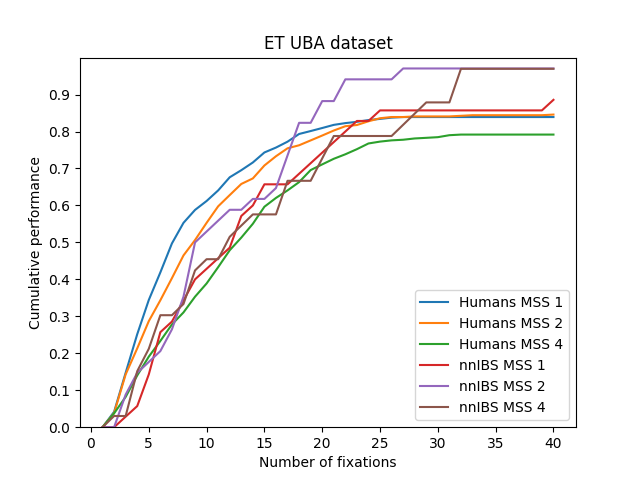 ET UBA dataset
Cumulative performance
0.9
0.8
0.7
0.6
0.5
0.4
0.3
0.2
0.1
0.0
Humans MSS 1
Humans MSS 2
Humans MSS 4
nnIBS MSS 1
nnIBS MSS 2
nnIBS MSS 4
0 5 10 15 20 25 30 35 40
Number of fixations